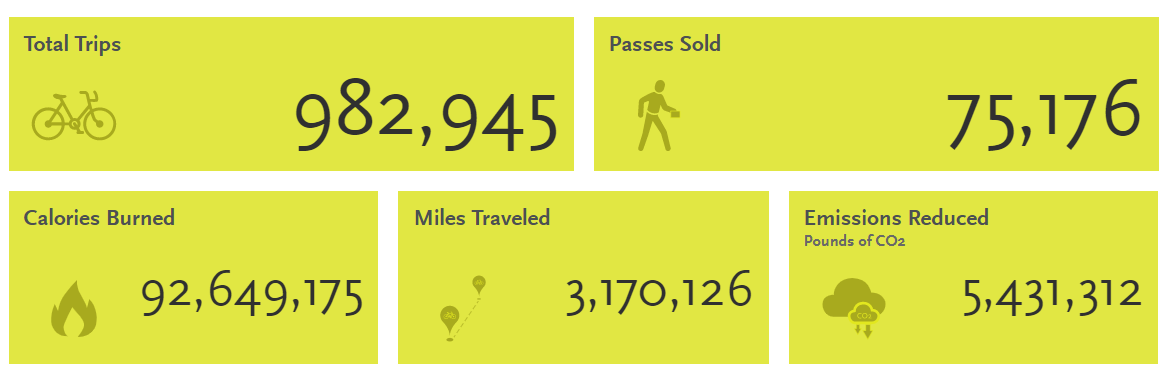 Total Trips
982,945
Passes Sold
75,176
Calories Burned
92,649,175
Miles Traveled
3,170,126
Emissions Reduced
Pounds of CO2
CO2
5,431,312